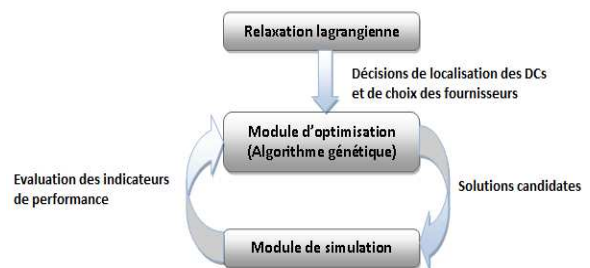 Relaxation lagrangienne
Décisions de localisation des DCs
et de choix des fournisseurs
Module d'optimisation
(Algorithme génétique)
Evaluation des indicateurs
de performance
Solutions candidates
Module de simulation